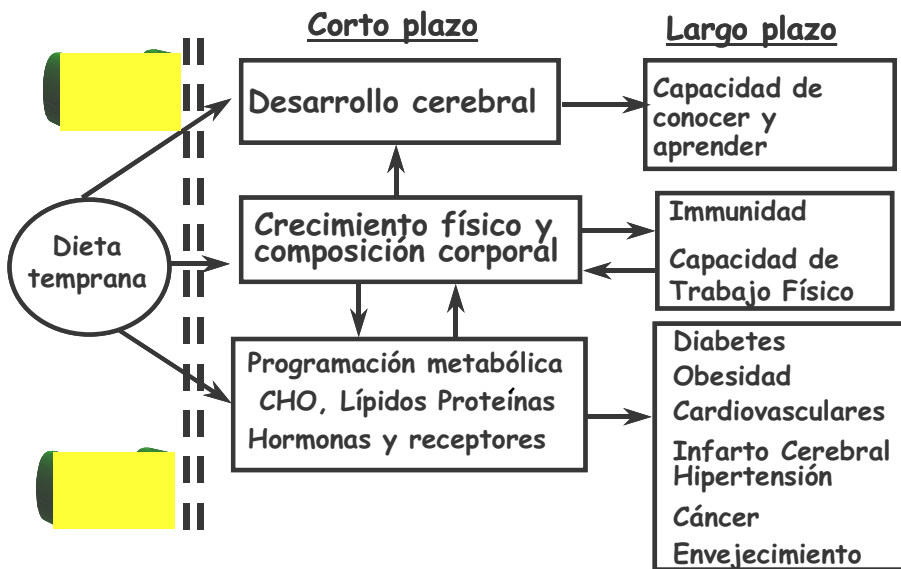 Corto plazo
Largo plazo
Desarrollo cerebral
Capacidad de
conocer y
aprender
Dieta
temprana
Crecimiento físico y
composición corporal
Immunidad
Capacidad de
Trabajo Físico
Programación metabólica
CHO, Lípidos Proteínas
Hormonas y receptores
Diabetes
Obesidad
Cardiovasculares
Infarto Cerebral
Hipertensión
Cáncer
Envejecimiento